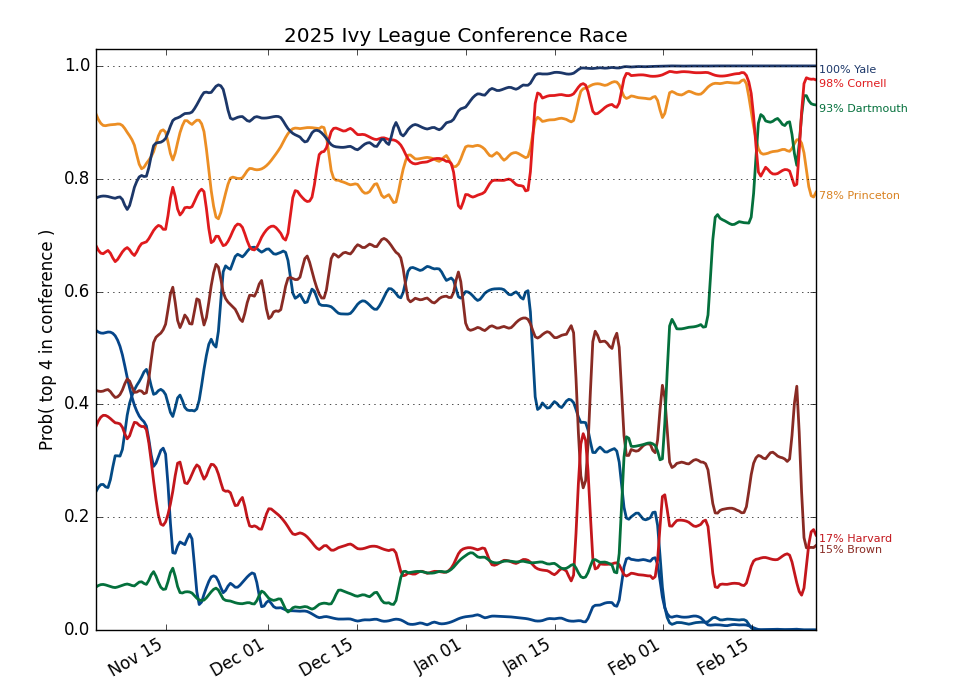 2025 Ivy League Conference Race
Prob( top 4 in conference )
1.0
0.8
0.6
0.4
0.2
0.0
Nov 15
Dec 01
Dec 15
Jan 01
Jan 15
Feb 01
Feb 15
100% Yale
98% Cornell
93% Dartmouth
78% Princeton
17% Harvard
15% Brown